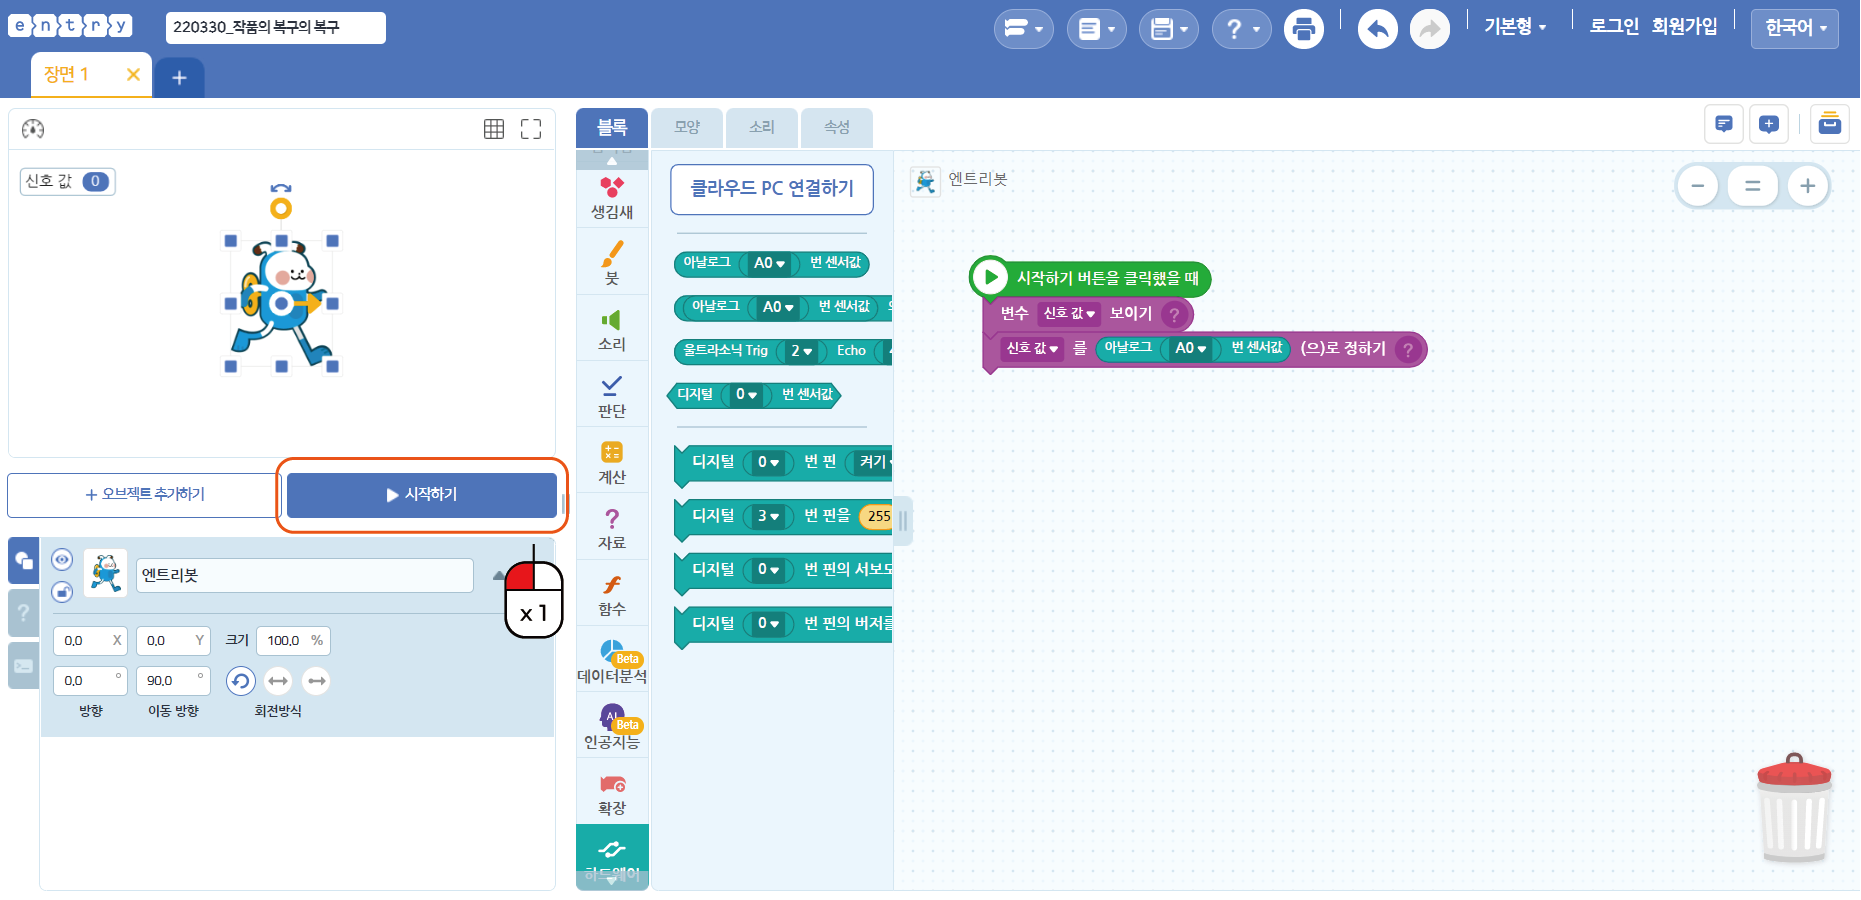 entry
220330_작품의 복구의 복구
기본형
로그인 회원가입
한국어
장면 1
블록
모양
소리
속성
신호 값 0
생김새
붓
소리
판단
계산
자료
함수
Beta
데이터분석
AI
Beta
인공지능
확장
하드웨어
클라우드 PC 연결하기
아날로그 A0 번 센서값
아날로그 A0 번 센서값
울트라소닉 Trig 2 Echo
디지털 0 번 센서값
디지털 0 번 핀 켜기
디지털 3 번 핀을 255
디지털 0 번 핀의 서보모
디지털 0 번 핀의 버저를
엔트리봇
시작하기 버튼을 클릭했을 때
변수 신호 값 보이기 ?
신호 값 를 아날로그 A0 번 센서값 (으)로 정하기 ?
+ 오브젝트 추가하기
시작하기
엔트리봇
x 1
0.0 X
0.0 Y
크기 100.0 %
0.0 °
90.0 °
방향
이동 방향
회전방식